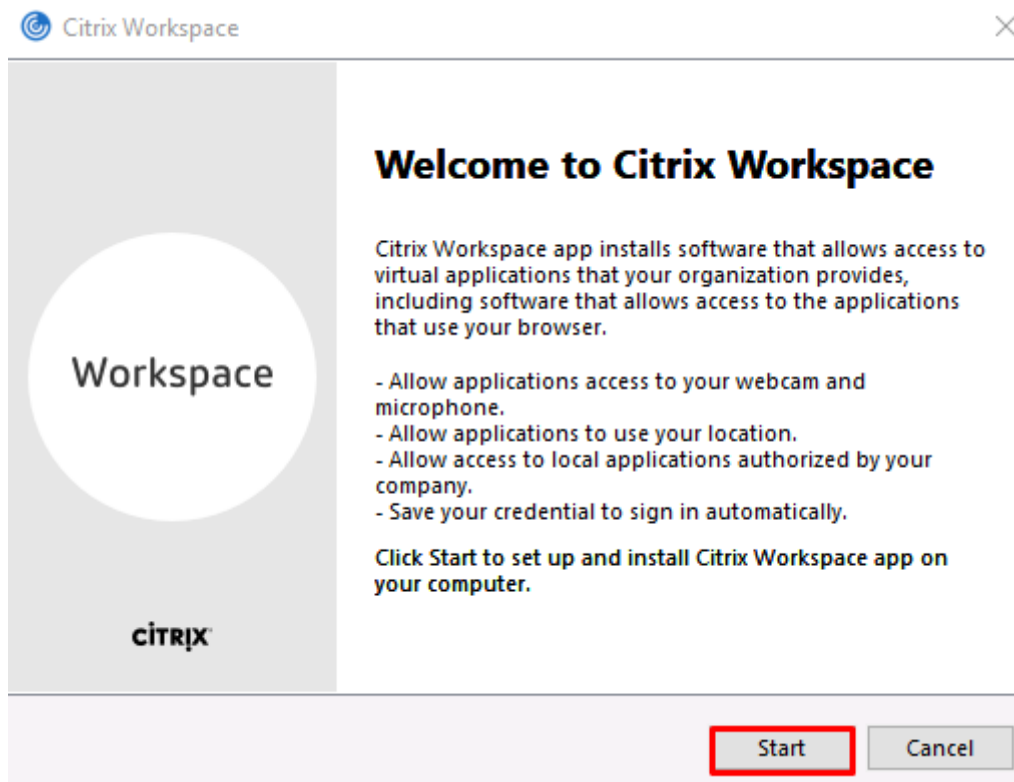 Citrix Workspace
Welcome to Citrix Workspace
Citrix Workspace app installs software that allows access to
virtual applications that your organization provides,
including software that allows access to the applications
that use your browser.
- Allow applications access to your webcam and
microphone.
- Allow applications to use your location.
- Allow access to local applications authorized by your
company.
- Save your credential to sign in automatically.
Click Start to set up and install Citrix Workspace app on
your computer.
Workspace
citrix
Start
Cancel